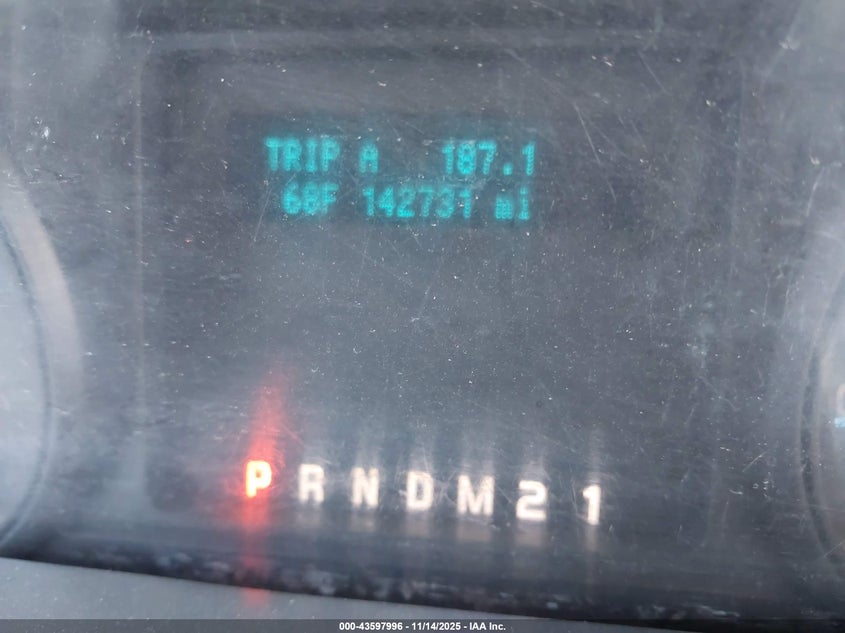 TRIP A 187.1
68F 142731 mi
P R N D M 2 1
000-43597996 - 11/14/2025 - IAA Inc.